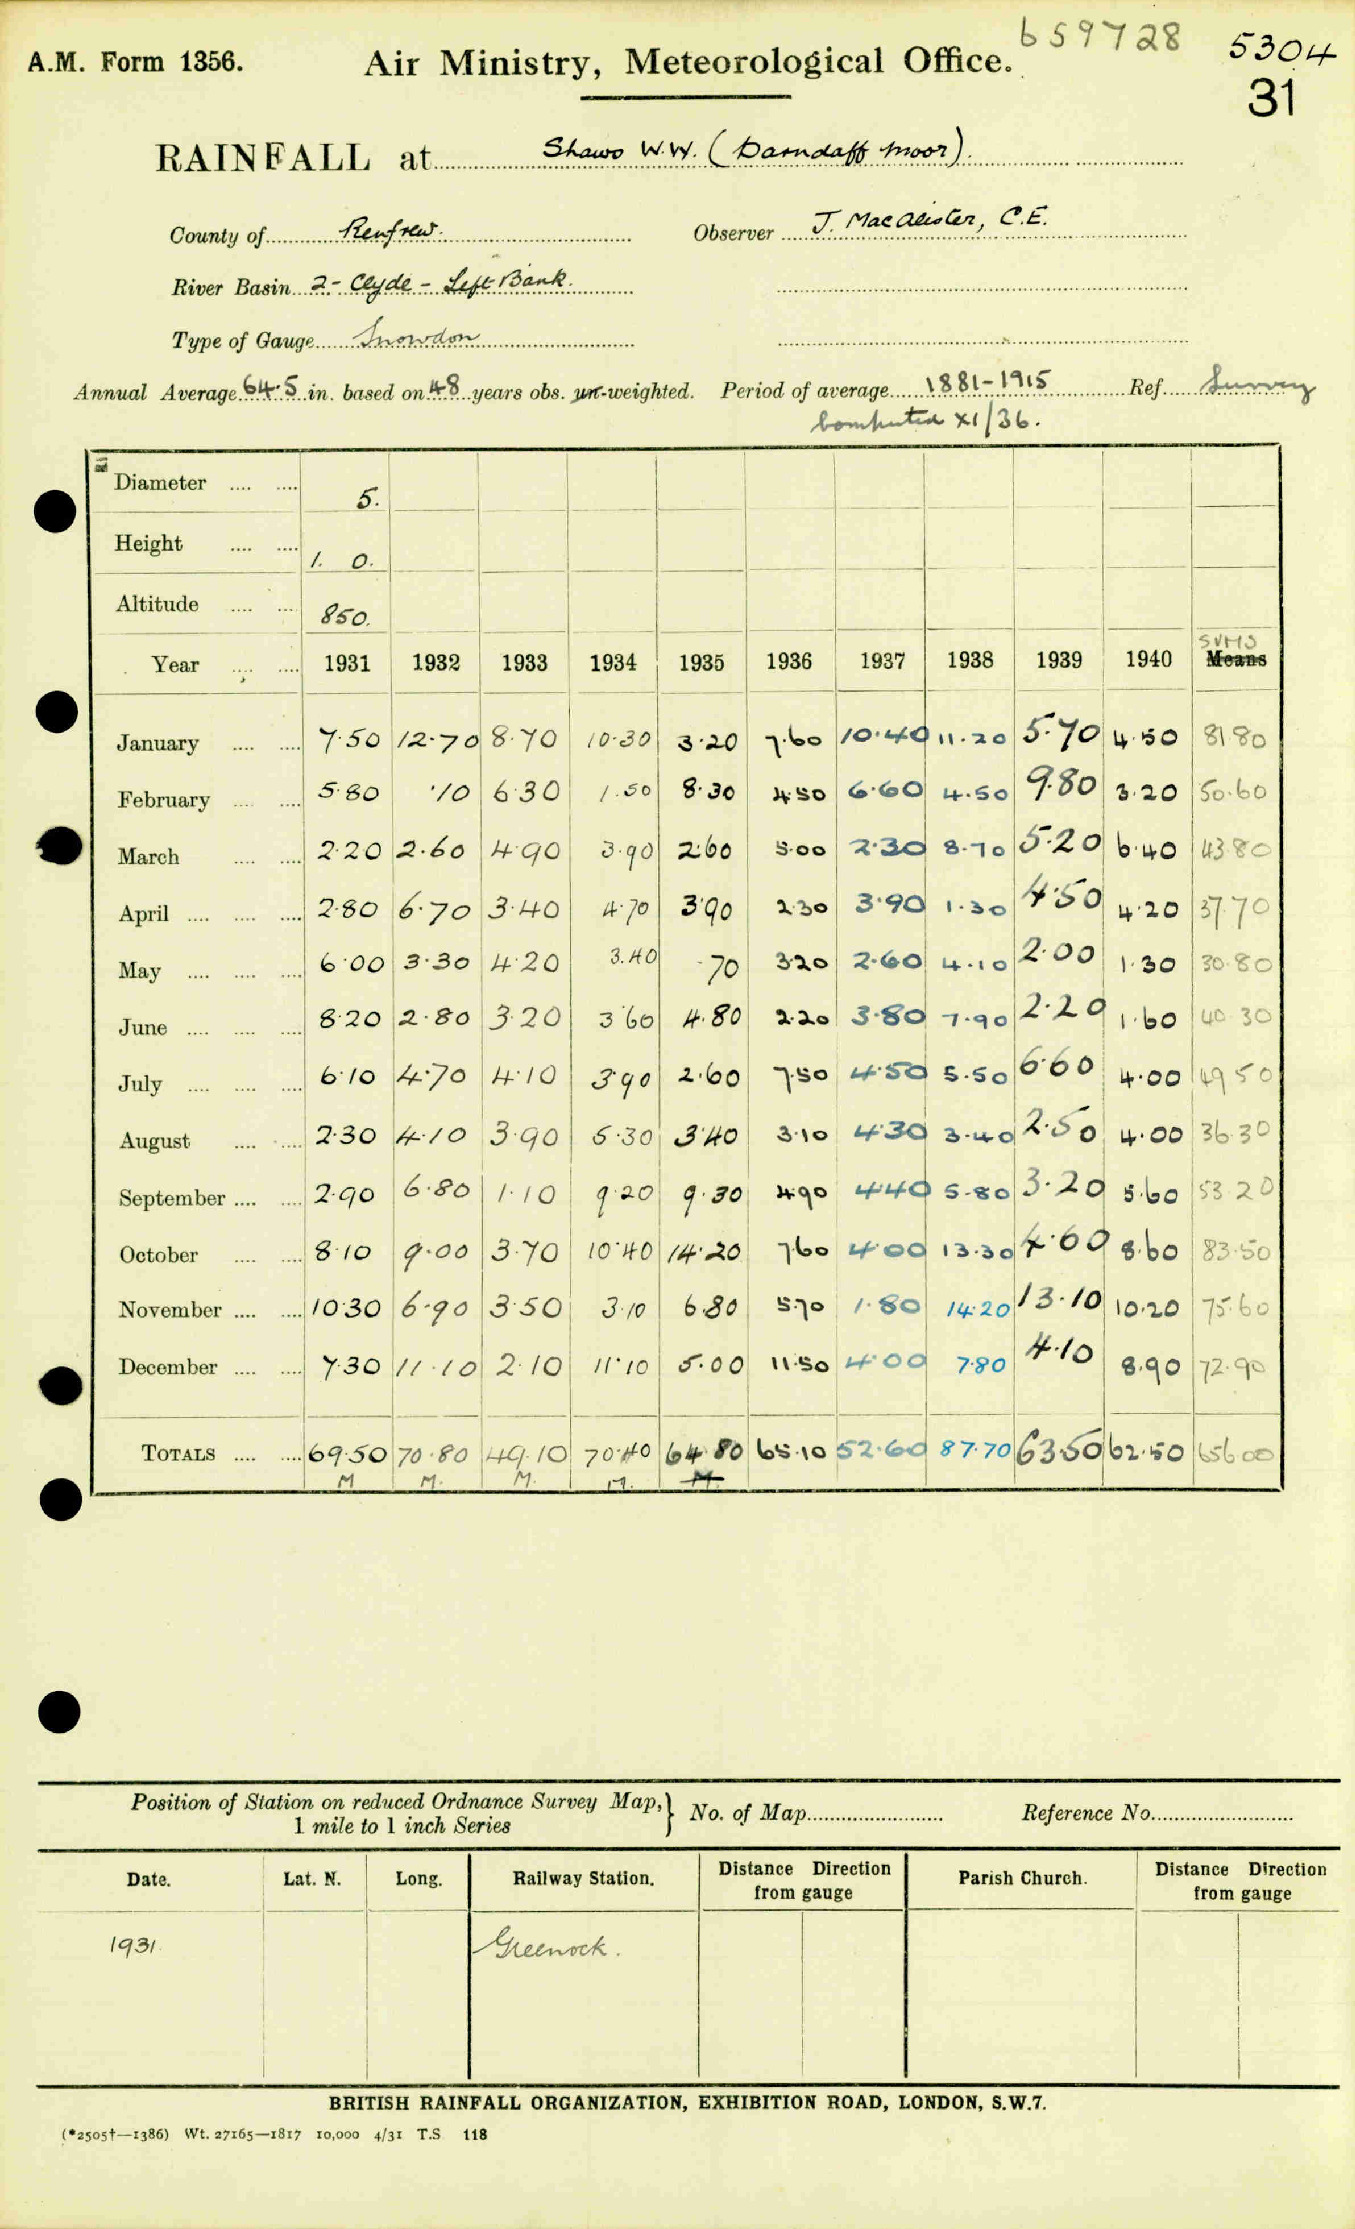 A.M. Form 1356.
Air Ministry, Meteorological Office.
659728
5304
31
RAINFALL at Shaws W.W. (Darndaff Moor).
County of Renfrew. Observer J. MacAlister, C.E.
River Basin 2 - Clyde - Left Bank.
Type of Gauge Snowdon
Annual Average 64.5 in. based on 48 years obs. un-weighted. Period of average 1881-1915 Ref. Survey
Computed XI/36.
Diameter 5.
Height 1. 0.
Altitude 850.
Year 1931 1932 1933 1934 1935 1936 1937 1938 1939 1940 Means SUMS
January 7.50 12.70 8.70 10.30 3.20 7.60 10.40 11.20 5.70 4.50 81.80
February 5.80 .10 6.30 1.50 8.30 4.50 6.60 4.50 9.80 3.20 50.60
March 2.20 2.60 4.90 3.90 2.60 5.00 2.30 8.70 5.20 6.40 43.80
April 2.80 6.70 3.40 4.70 3.90 2.30 3.90 1.30 4.50 4.20 37.70
May 6.00 3.30 4.20 3.40 .70 3.20 2.60 4.10 2.00 1.30 30.80
June 8.20 2.80 3.20 3.60 4.80 2.20 3.80 7.90 2.20 1.60 40.30
July 6.10 4.70 4.10 3.90 2.60 7.50 4.50 5.50 6.60 4.00 49.50
August 2.30 4.10 3.90 5.30 3.40 3.10 4.30 3.40 2.50 4.00 36.30
September 2.90 6.80 1.10 9.20 9.30 4.90 4.40 5.80 3.20 5.60 53.20
October 8.10 9.00 3.70 10.40 14.20 7.60 4.00 13.30 4.60 8.60 83.50
November 10.30 6.90 3.50 3.10 6.80 5.70 1.80 14.20 13.10 10.20 75.60
December 7.30 11.10 2.10 11.10 5.00 11.50 4.00 7.80 4.10 8.90 72.90
TOTALS 69.50 70.80 49.10 70.40 64.80 65.10 52.60 87.70 63.50 62.50 656.00
M M. M. M. M.
Position of Station on reduced Ordnance Survey Map, 1 mile to 1 inch Series } No. of Map Reference No.
Date. Lat. N. Long. Railway Station. Distance Direction from gauge Parish Church. Distance Direction from gauge
1931 Greenock.
BRITISH RAINFALL ORGANIZATION, EXHIBITION ROAD, LONDON, S.W.7.
(*2505†—1386) Wt. 27165—1817 10,000 4/31 T.S 118